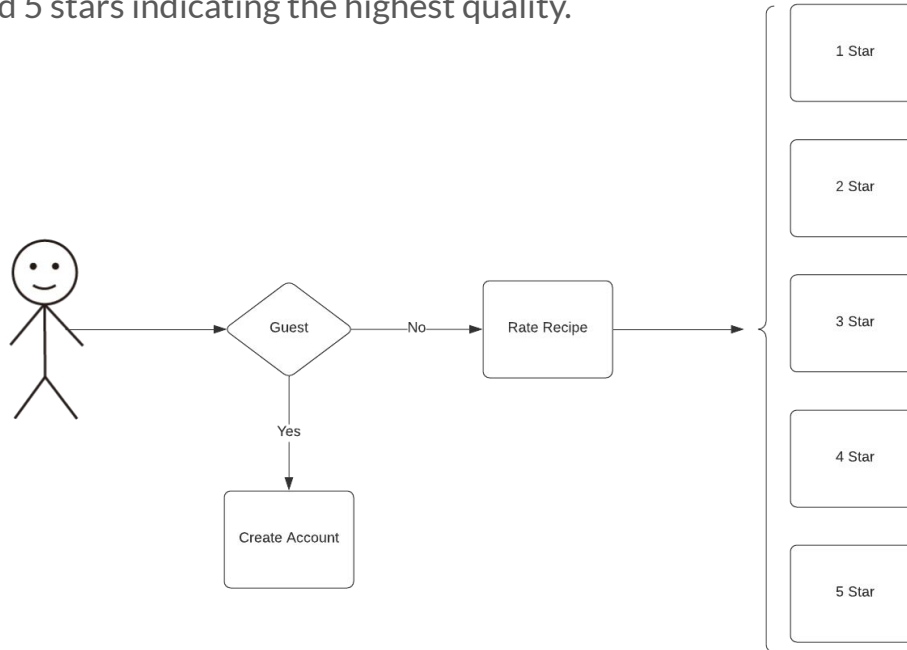 d 5 stars indicating the highest quality.
1 Star
2 Star
Guest
No
Rate Recipe
3 Star
Yes
4 Star
Create Account
5 Star